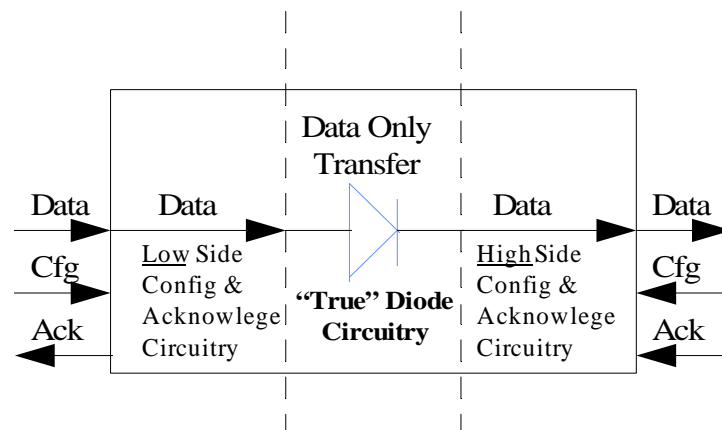 Data Only
Transfer
Data
Data
Data
Data
Cfg
Low Side
Config &
Acknowlege
Circuitry
“True” Diode
Circuitry
High Side
Config &
Acknowlege
Circuitry
Cfg
Ack
Ack